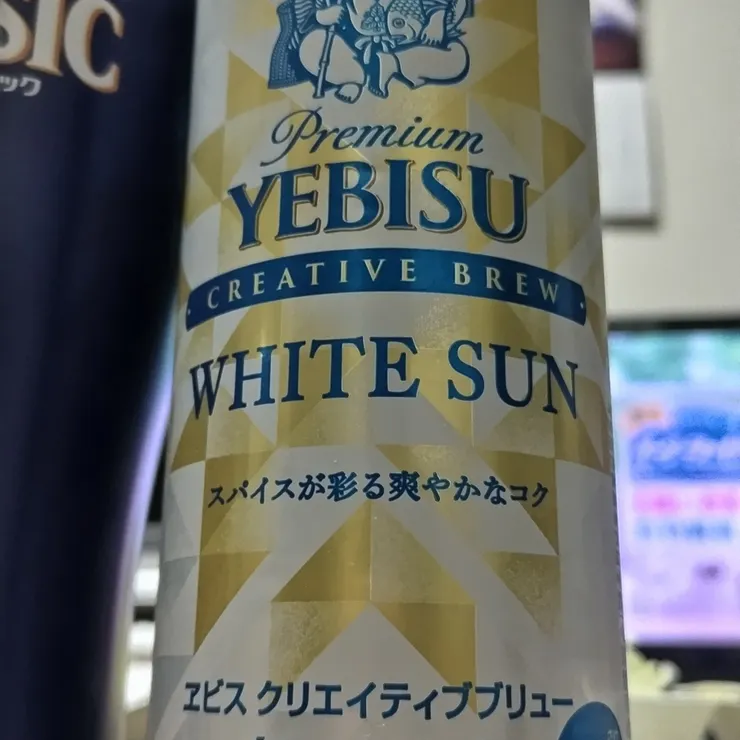 SIC
ック
Premium
YEBISU
CREATIVE BREW
WHITE SUN
スパイスが彩る爽やかなコク
ヱビス クリエイティブブリュー